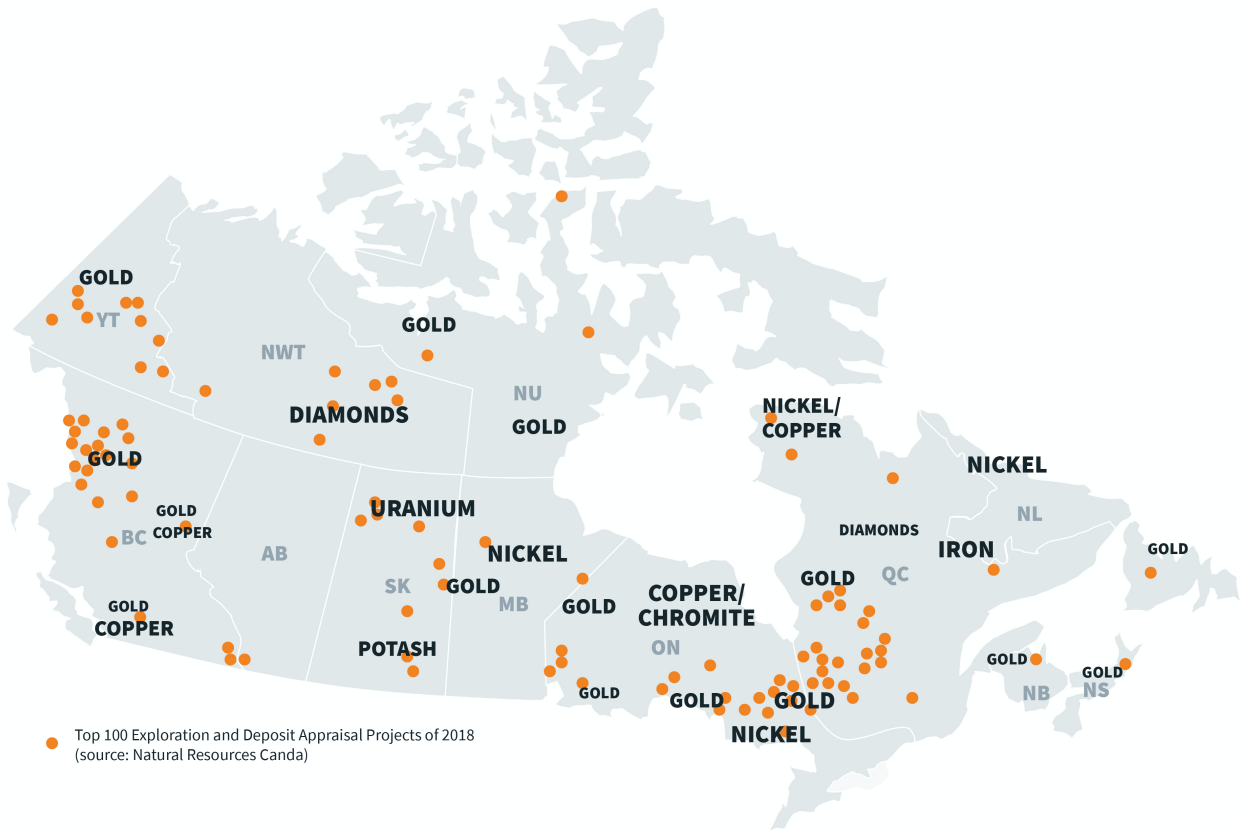 GOLD
YT
GOLD
NWT
NU
DIAMONDS
GOLD
NICKEL/
COPPER
GOLD
NICKEL
URANIUM
GOLD
COPPER
BC
NL
DIAMONDS
AB
NICKEL
IRON
GOLD
SK
GOLD
MB
GOLD
COPPER/
CHROMITE
GOLD
QC
GOLD
COPPER
POTASH
ON
GOLD
GOLD
GOLD
GOLD
GOLD
NB
NS
NICKEL
Top 100 Exploration and Deposit Appraisal Projects of 2018
(source: Natural Resources Canda)